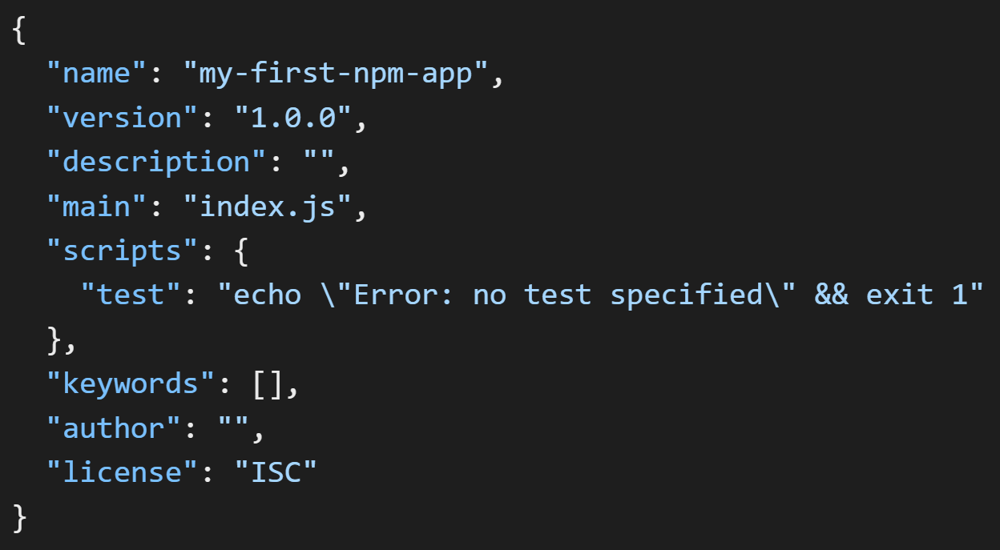 {
  "name": "my-first-npm-app",
  "version": "1.0.0",
  "description": "",
  "main": "index.js",
  "scripts": {
    "test": "echo \"Error: no test specified\" && exit 1"
  },
  "keywords": [],
  "author": "",
  "license": "ISC"
}